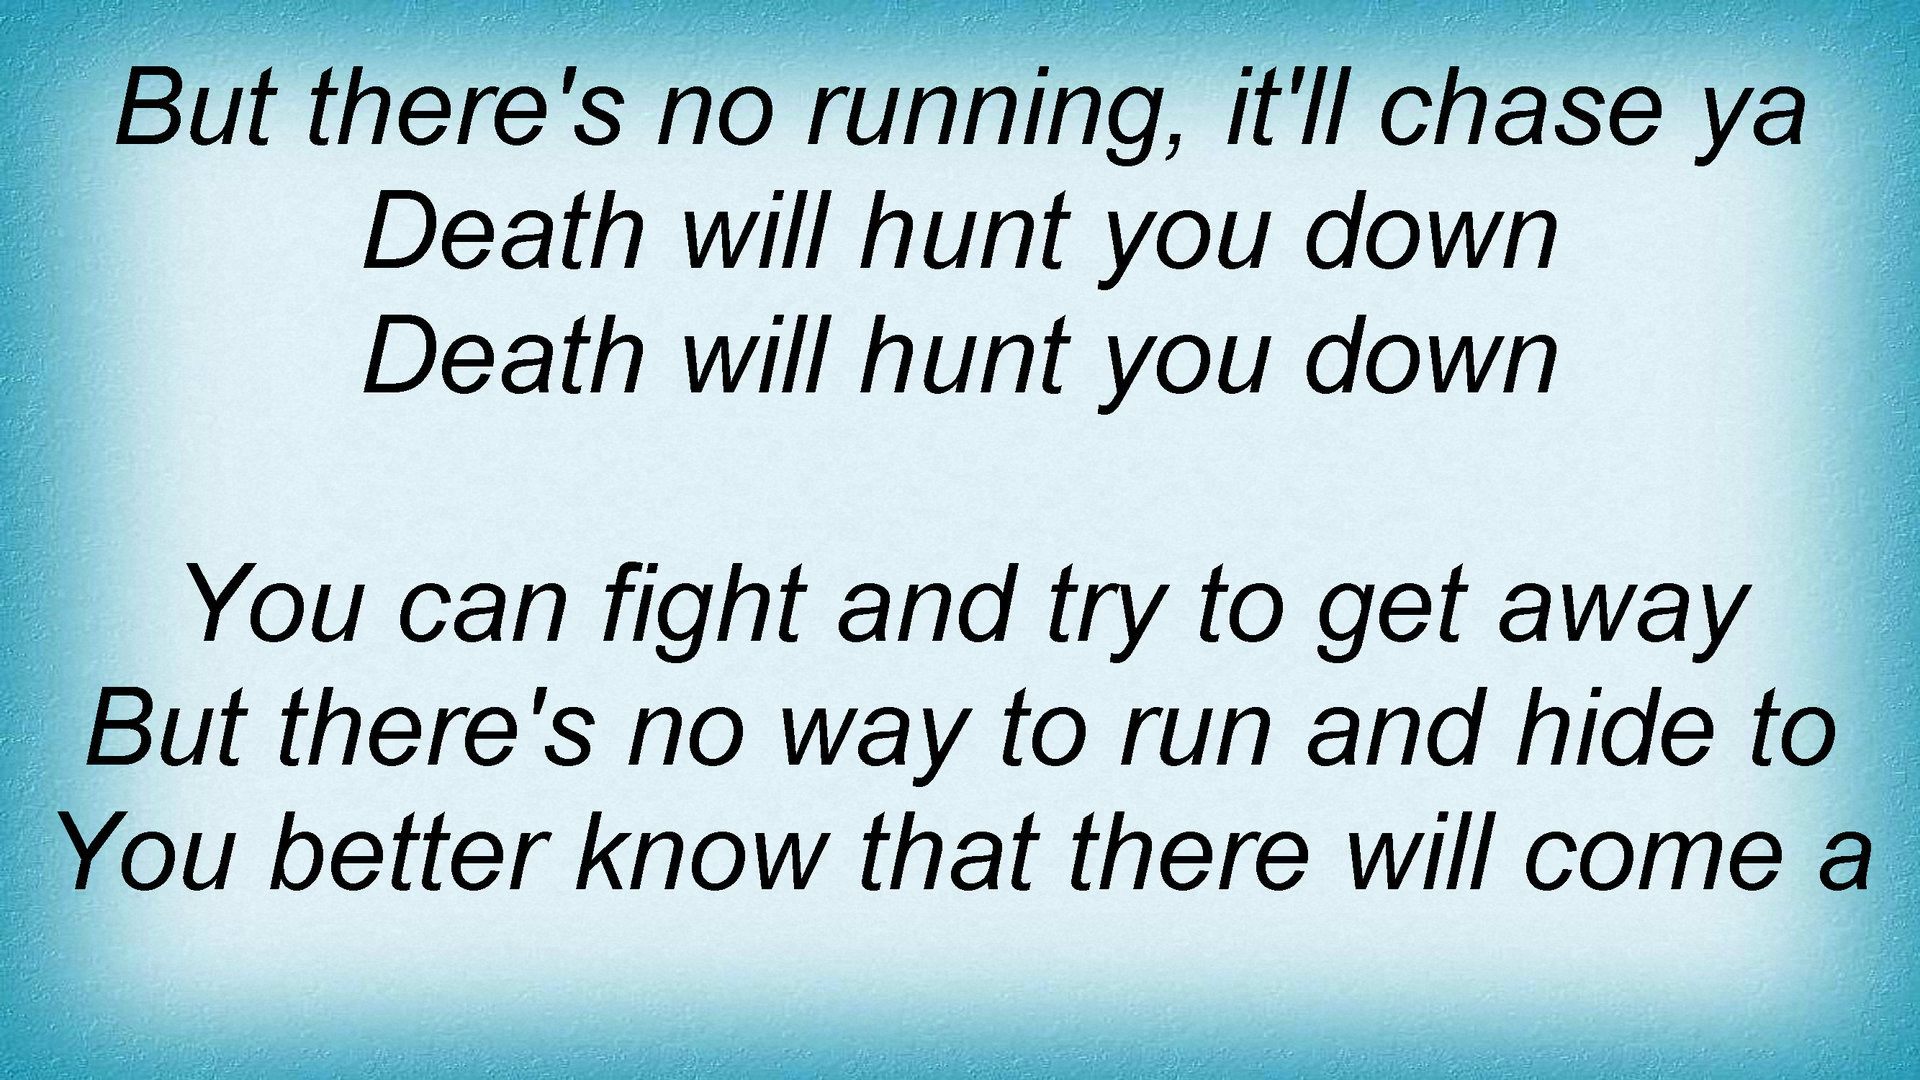 But there's no running, it'll chase ya
Death will hunt you down
Death will hunt you down
You can fight and try to get away
But there's no way to run and hide to
You better know that there will come a